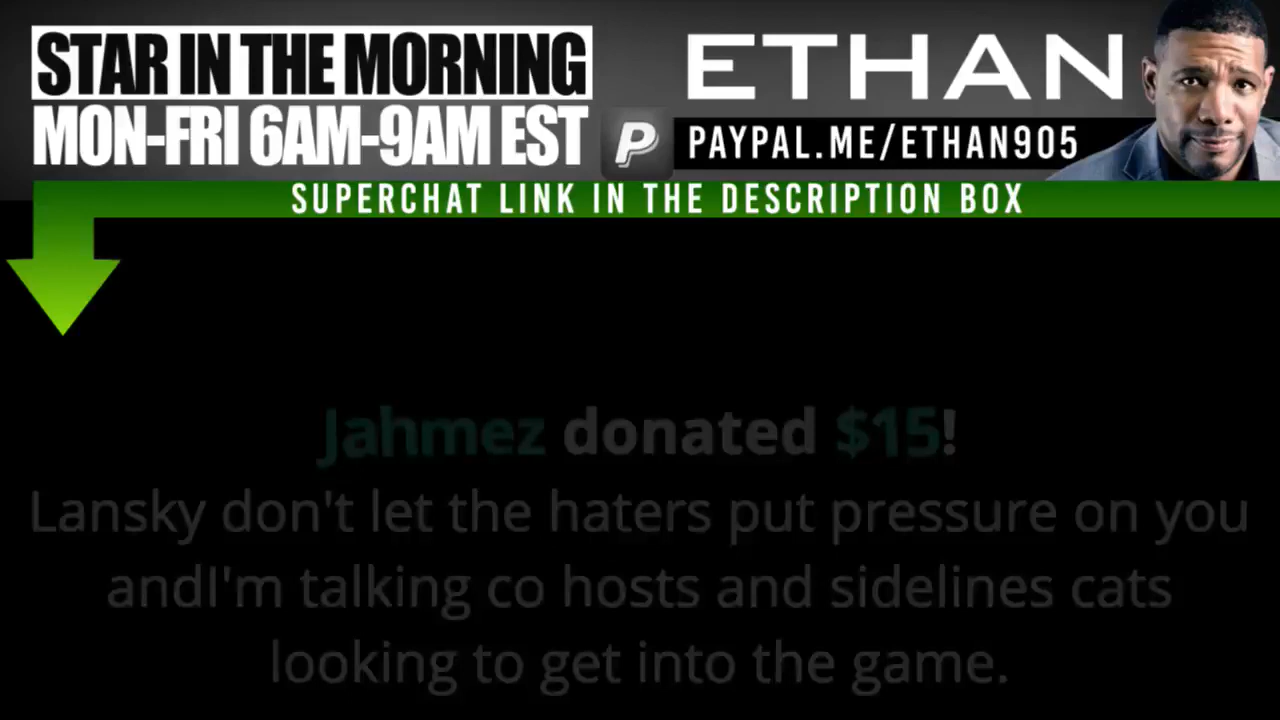 STAR IN THE MORNING
MON-FRI 6AM-9AM EST
ETHAN
P PAYPAL.ME/ETHAN905
SUPERCHAT LINK IN THE DESCRIPTION BOX
Jahmez donated $15!
Lansky don't let the haters put pressure on you
andI'm talking co hosts and sidelines cats
looking to get into the game.